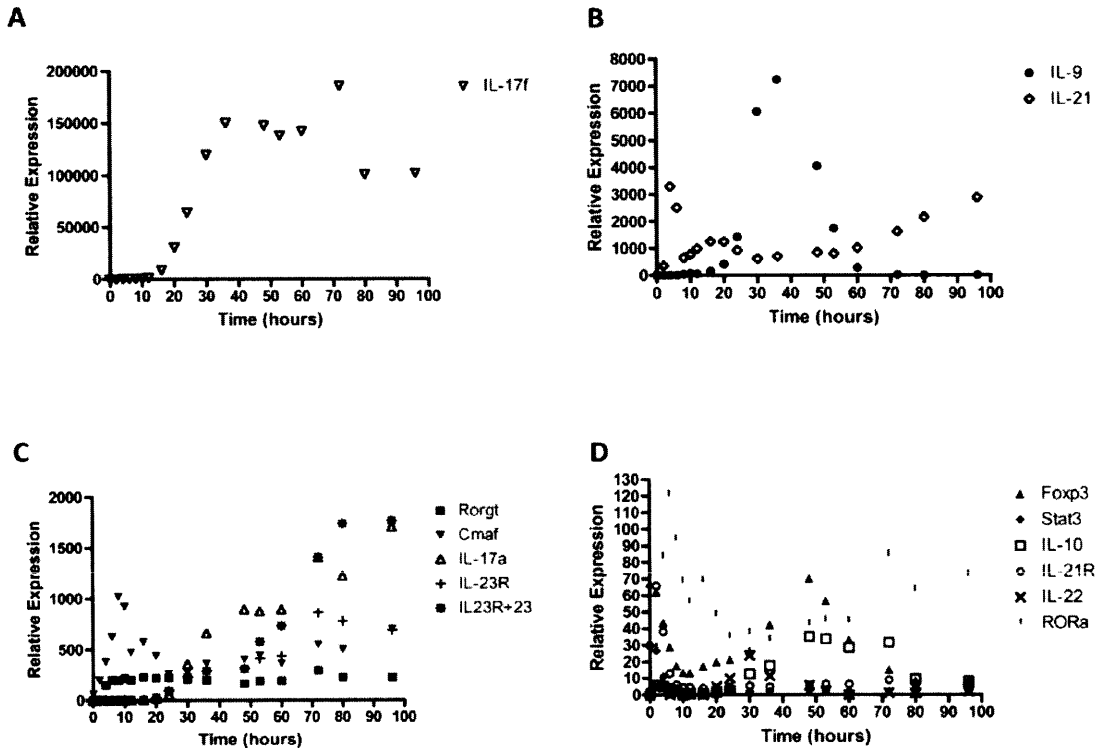 A
Relative Expression
200000
150000
100000
50000
0
0 10 20 30 40 50 60 70 80 90 100
Time (hours)
IL-17f
B
Relative Expression
8000
7000
6000
5000
4000
3000
2000
1000
0
0 10 20 30 40 50 60 70 80 90 100
Time (hours)
IL-9
IL-21
C
Relative Expression
2000
1500
1000
500
0
0 10 20 30 40 50 60 70 80 90 100
Time (hours)
Rorgt
Cmaf
IL-17a
IL-23R
IL23R+23
D
Relative Expression
130
120
110
100
90
80
70
60
50
40
30
20
10
0
0 10 20 30 40 50 60 70 80 90 100
Time (hours)
Foxp3
Stat3
IL-10
IL-21R
IL-22
RORa